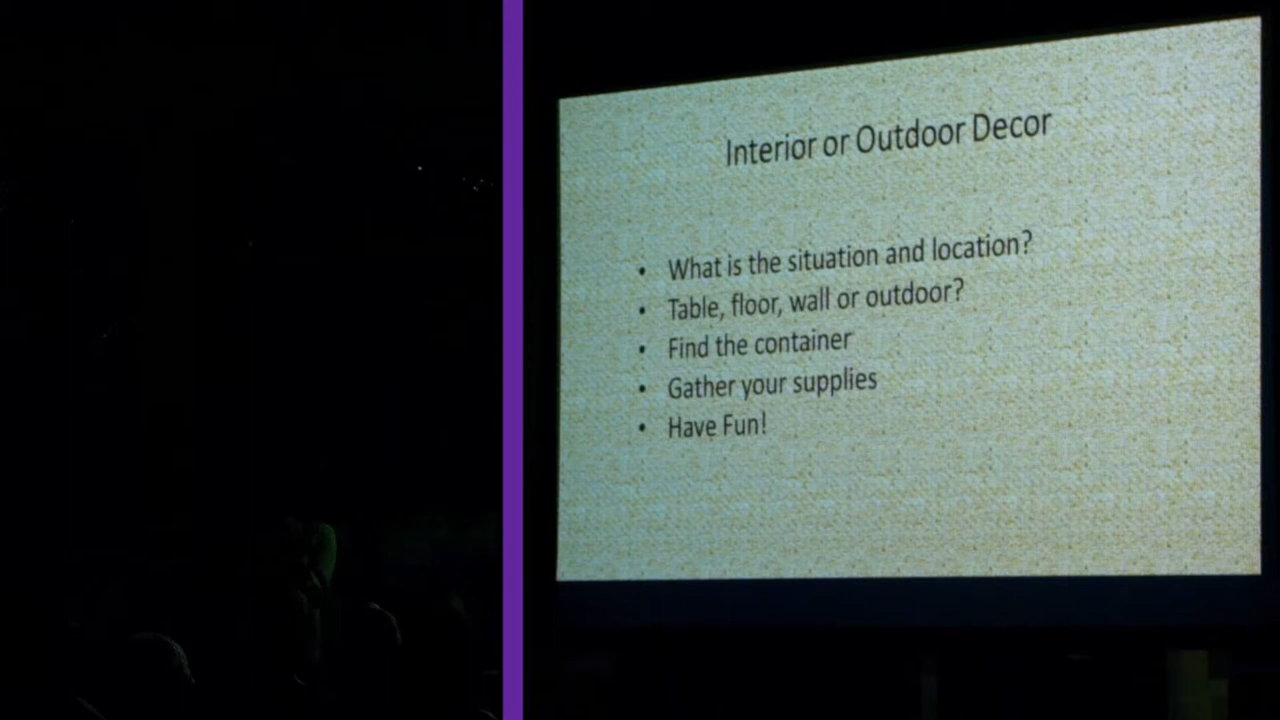 Interior or Outdoor Decor
• What is the situation and location?
• Table, floor, wall or outdoor?
• Find the container
• Gather your supplies
• Have Fun!